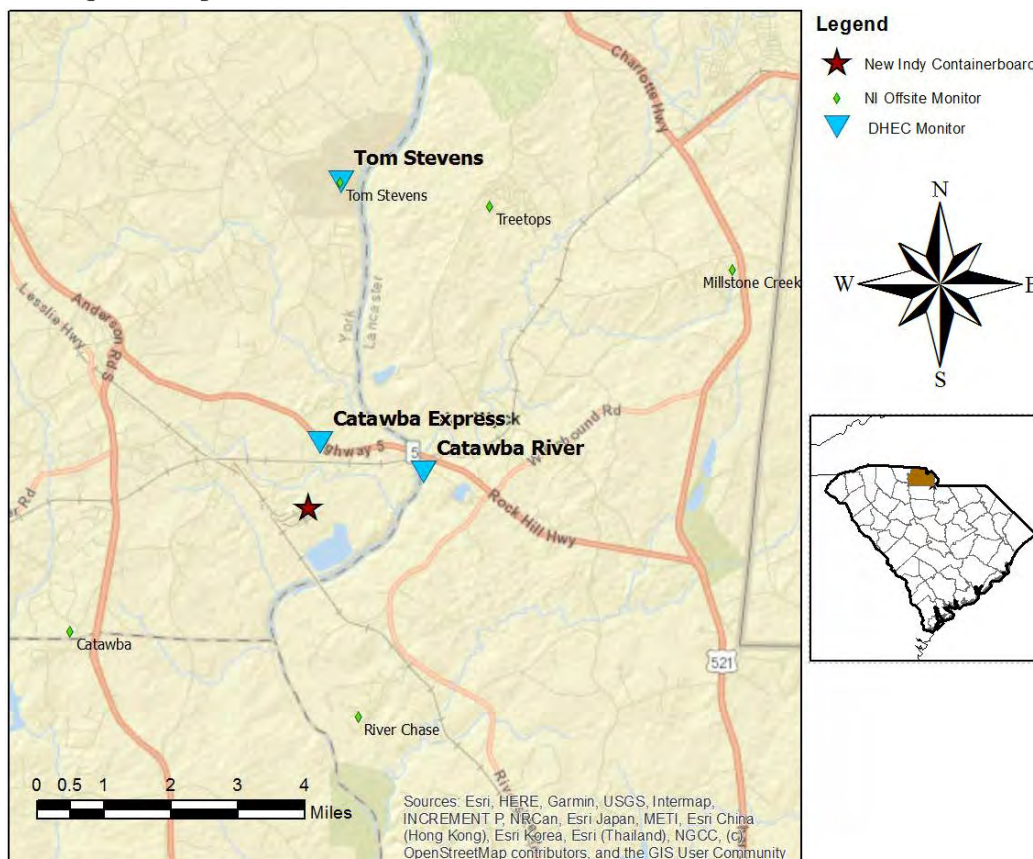 Legend
New Indy Containerboard
NI Offsite Monitor
DHEC Monitor
Charlotte Hwy
Tom Stevens
Tom Stevens
Treetops
Millstone Creek
N
W
E
S
York
Lancaster
Lesslie Hwy
Anderson Rd S
Catawba Express
Highway 5
5
Catawba River
Rd
Rock Hill Hwy
Catawba
521
River Chase
0 0.5 1 2 3 4
Miles
Sources: Esri, HERE, Garmin, USGS, Intermap,
INCREMENT P, NRCan, Esri Japan, METI, Esri China
(Hong Kong), Esri Korea, Esri (Thailand), NGCC, (c)
OpenStreetMap contributors, and the GIS User Community